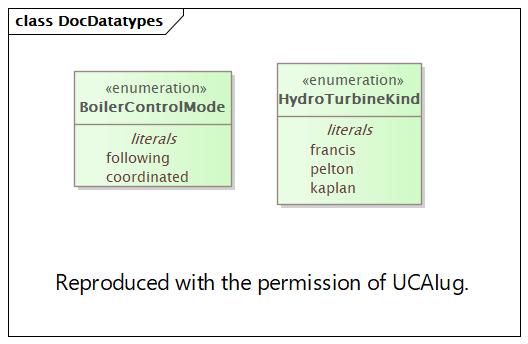 class DocDatatypes
«enumeration»
BoilerControlMode
literals
following
coordinated
«enumeration»
HydroTurbineKind
literals
francis
pelton
kaplan
Reproduced with the permission of UCAIug.